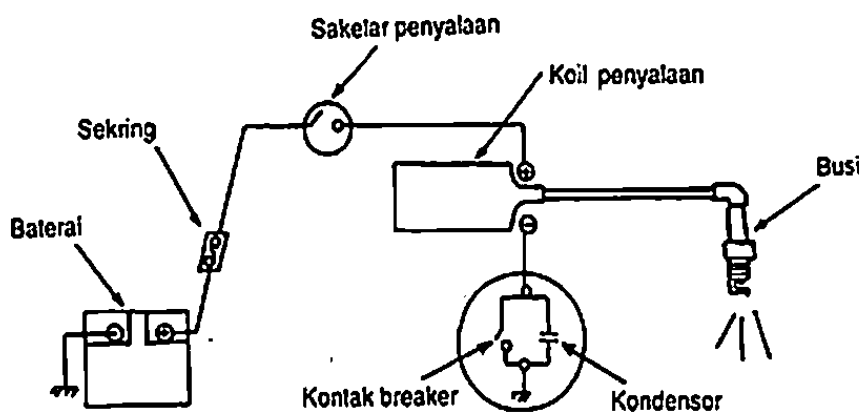 Sakelar penyalaan
Koil penyalaan
Sekring
Busi
Baterai
Kontak breaker
Kondensor